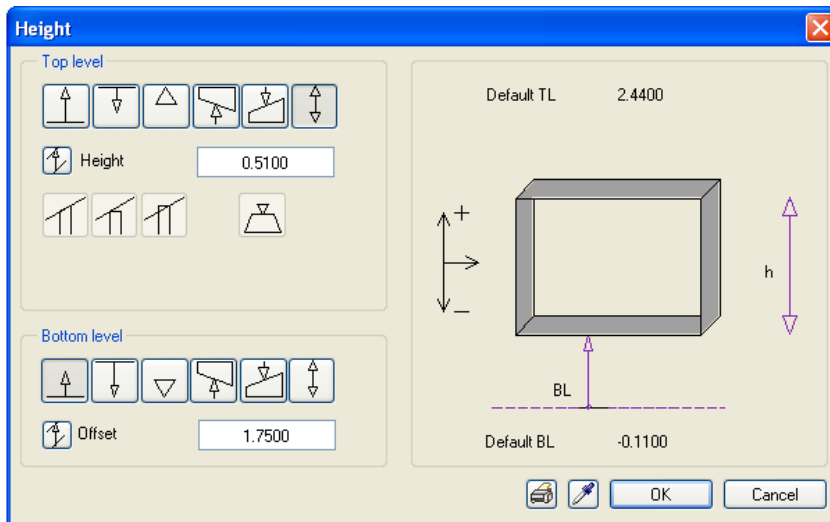 Height
Top level
Height 0.5100
Bottom level
Offset 1.7500
Default TL 2.4400
+
−
h
BL
Default BL -0.1100
OK Cancel